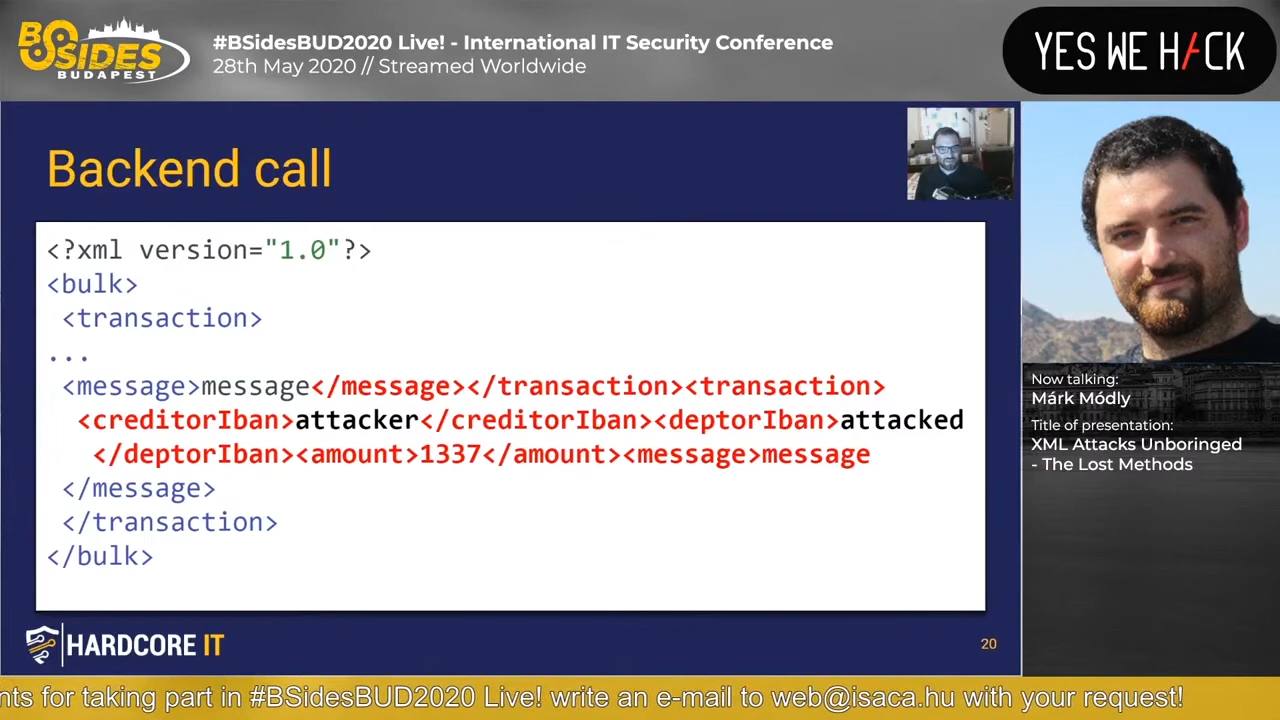 BSIDES
BUDAPEST
#BSidesBUD2020 Live! - International IT Security Conference
28th May 2020 // Streamed Worldwide
YES WE H/CK
Backend call
<?xml version="1.0"?>
<bulk>
<transaction>
...
<message>message</message></transaction><transaction>
<creditorIban>attacker</creditorIban><deptorIban>attacked
</deptorIban><amount>1337</amount><message>message
</message>
</transaction>
</bulk>
HARDCORE IT
20
Now talking:
Márk Módly
Title of presentation:
XML Attacks Unboringed
- The Lost Methods
nts for taking part in #BSidesBUD2020 Live! write an e-mail to web@isaca.hu with your request!